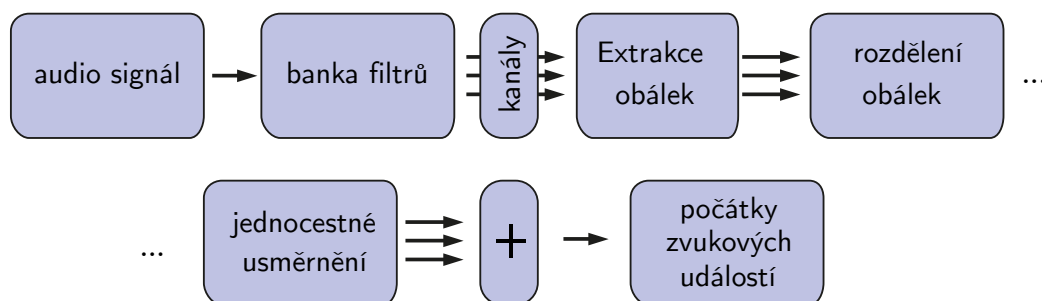 audio signál
banka filtrů
kanály
Extrakce
obálek
rozdělení
obálek
...
...
jednocestné
usměrnění
+
počátky
zvukových
událostí